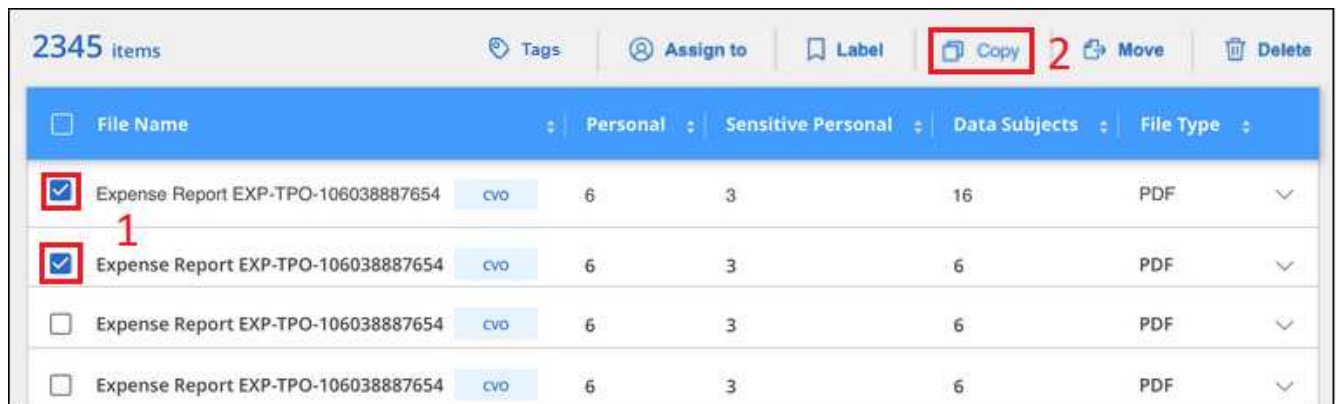 2345 items Tags Assign to Label Copy 2 Move Delete
File Name Personal Sensitive Personal Data Subjects File Type
Expense Report EXP-TPO-106038887654 CVO 6 3 16 PDF
1
Expense Report EXP-TPO-106038887654 CVO 6 3 6 PDF
Expense Report EXP-TPO-106038887654 CVO 6 3 6 PDF
Expense Report EXP-TPO-106038887654 CVO 6 3 6 PDF